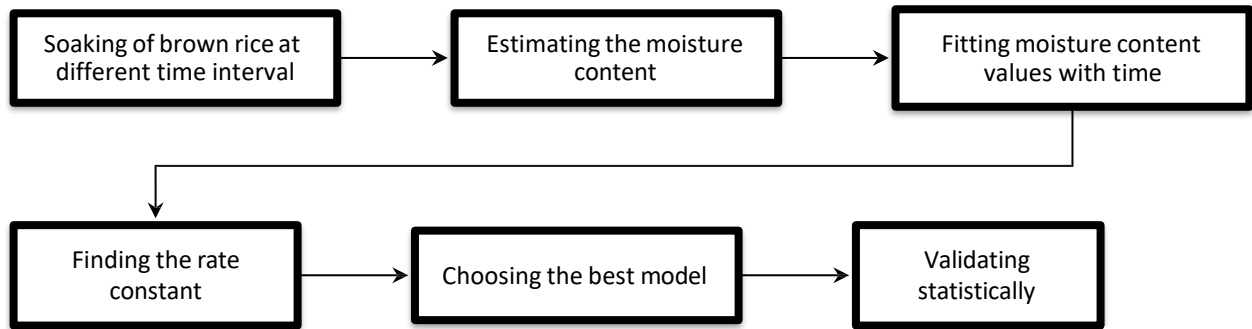 Soaking of brown rice at
different time interval
Estimating the moisture
content
Fitting moisture content
values with time
Finding the rate
constant
Choosing the best model
Validating
statistically